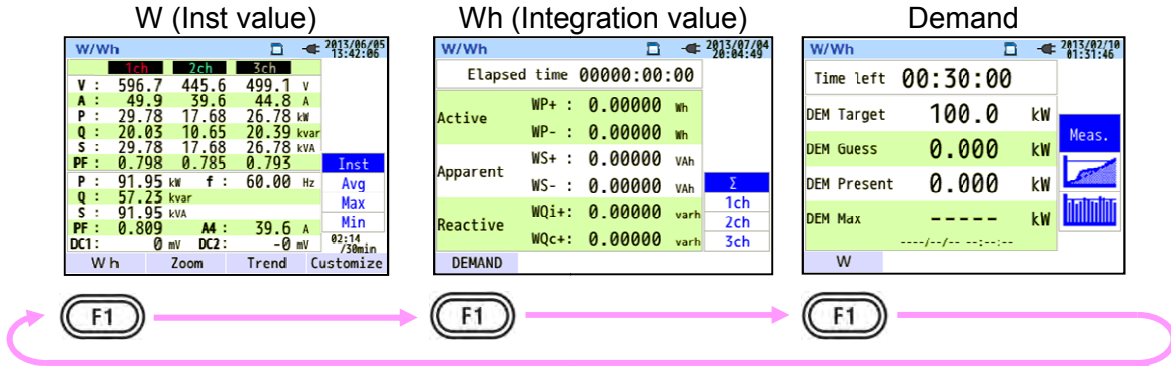 W (Inst value)
W/Wh 2013/06/05 13:42:06
1ch 2ch 3ch
V : 596.7 445.6 499.1 V
A : 49.9 39.6 44.8 A
P : 29.78 17.68 26.78 kW
Q : 20.03 10.65 20.39 kvar
S : 29.78 17.68 26.78 kVA
PF: 0.798 0.785 0.793
P : 91.95 kW f : 60.00 Hz
Q : 57.23 kvar
S : 91.95 kVA
PF: 0.809 A4 : 39.6 A
DC1: 0 mV DC2: -0 mV
Inst
Avg
Max
Min
02:14
/30min
Wh Zoom Trend Customize
F1
Wh (Integration value)
W/Wh 2013/07/04 20:04:49
Elapsed time 00000:00:00
Active
WP+ : 0.00000 Wh
WP- : 0.00000 Wh
Apparent
WS+ : 0.00000 VAh
WS- : 0.00000 VAh
Reactive
WQi+: 0.00000 varh
WQc+: 0.00000 varh
Σ
1ch
2ch
3ch
DEMAND
F1
Demand
W/Wh 2013/02/10 01:31:46
Time left 00:30:00
DEM Target 100.0 kW
DEM Guess 0.000 kW
DEM Present 0.000 kW
DEM Max ----- kW
----/--/-- --:--:--
Meas.
W
F1